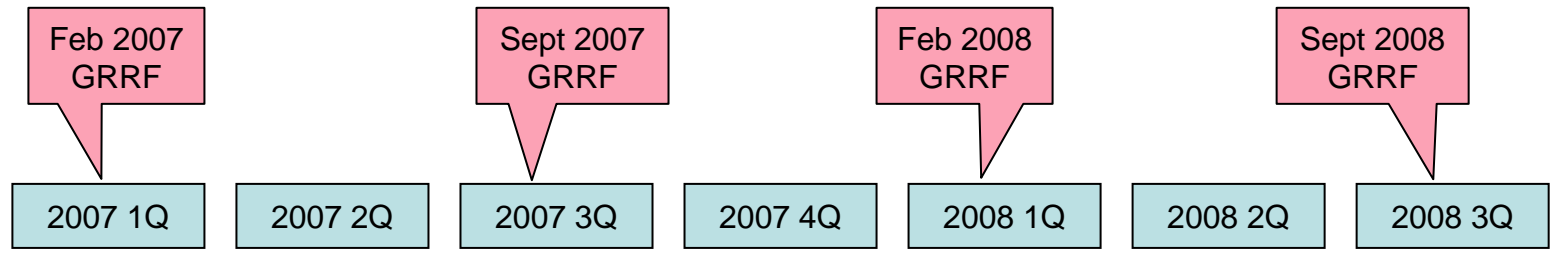 Feb 2007
GRRF
Sept 2007
GRRF
Feb 2008
GRRF
Sept 2008
GRRF
2007 1Q
2007 2Q
2007 3Q
2007 4Q
2008 1Q
2008 2Q
2008 3Q